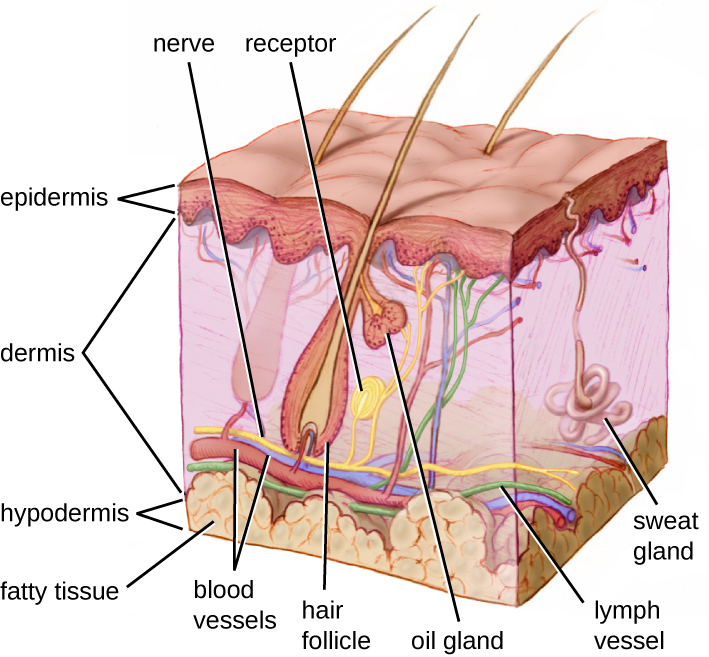 nerve
receptor
epidermis
dermis
hypodermis
fatty tissue
blood
vessels
hair
follicle
oil gland
lymph
vessel
sweat
gland